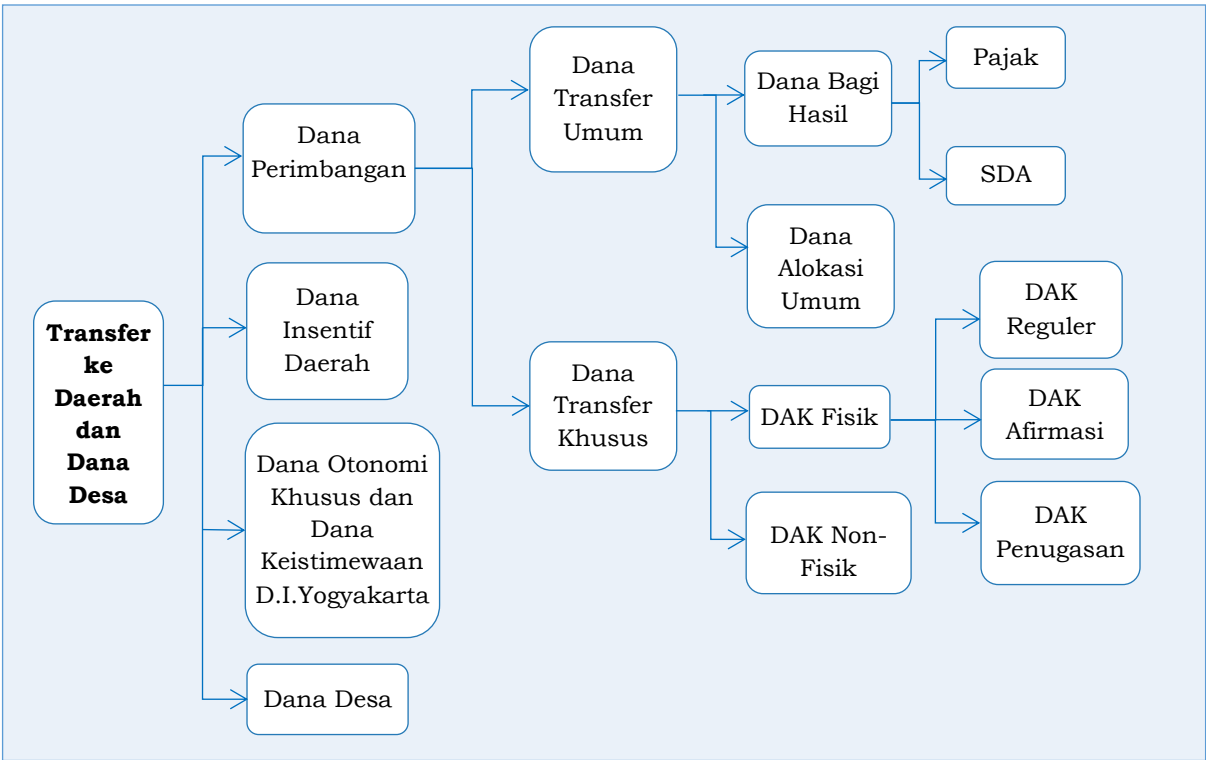 Transfer
ke
Daerah
dan
Dana
Desa
Dana
Perimbangan
Dana
Insentif
Daerah
Dana Otonomi
Khusus dan
Dana
Keistimewaan
D.I.Yogyakarta
Dana Desa
Dana
Transfer
Umum
Dana
Transfer
Khusus
Dana Bagi
Hasil
Dana
Alokasi
Umum
DAK Fisik
DAK Non-
Fisik
Pajak
SDA
DAK
Reguler
DAK
Afirmasi
DAK
Penugasan